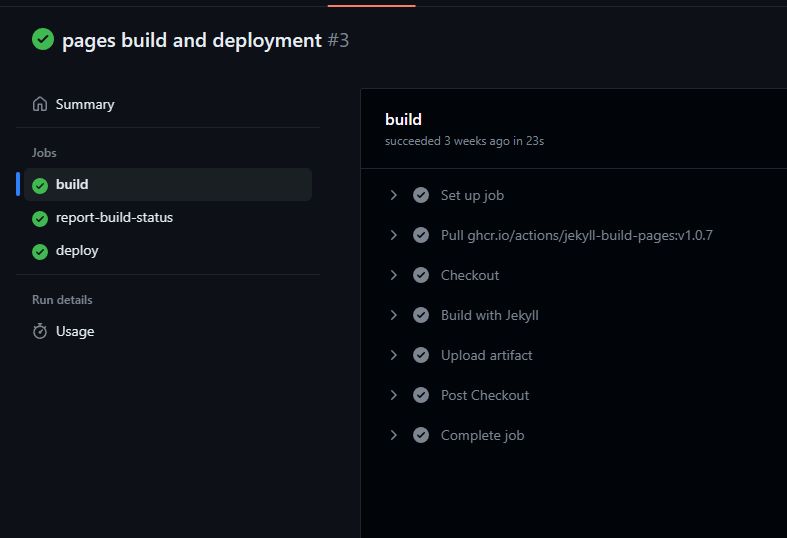 pages build and deployment #3
Summary
Jobs
build
report-build-status
deploy
Run details
Usage
build
succeeded 3 weeks ago in 23s
Set up job
Pull ghcr.io/actions/jekyll-build-pages:v1.0.7
Checkout
Build with Jekyll
Upload artifact
Post Checkout
Complete job